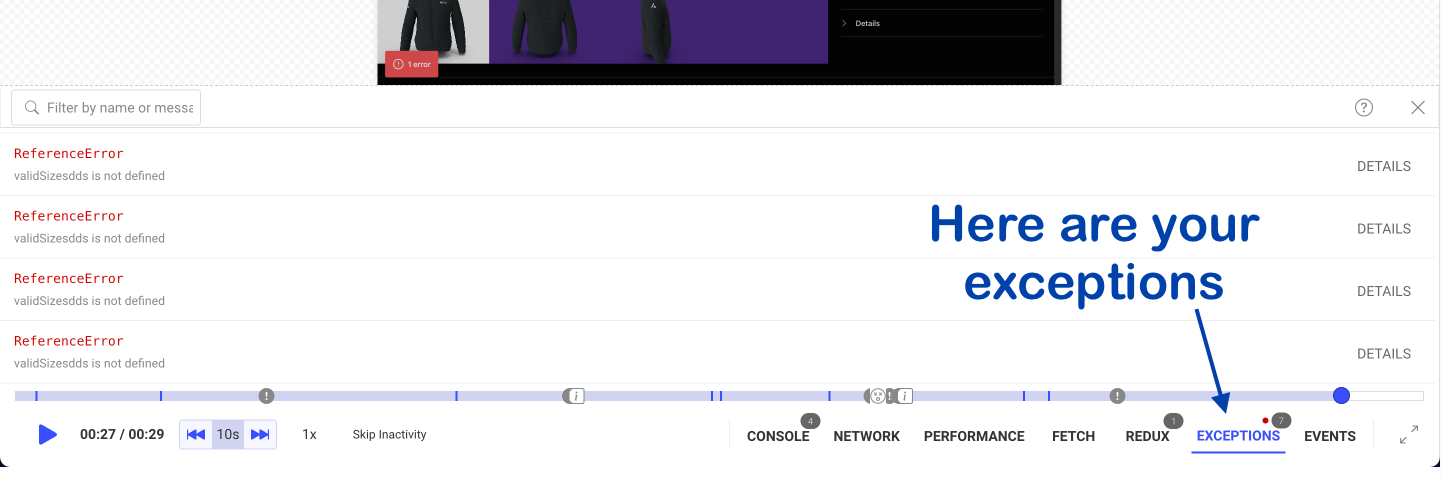 Details
1 error
Filter by name or messa
ReferenceError
validSizesdds is not defined
DETAILS
ReferenceError
validSizesdds is not defined
DETAILS
Here are your
exceptions
ReferenceError
validSizesdds is not defined
DETAILS
ReferenceError
validSizesdds is not defined
DETAILS
00:27 / 00:29
10s
1x
Skip Inactivity
CONSOLE 4
NETWORK
PERFORMANCE
FETCH
REDUX 1
EXCEPTIONS 7
EVENTS